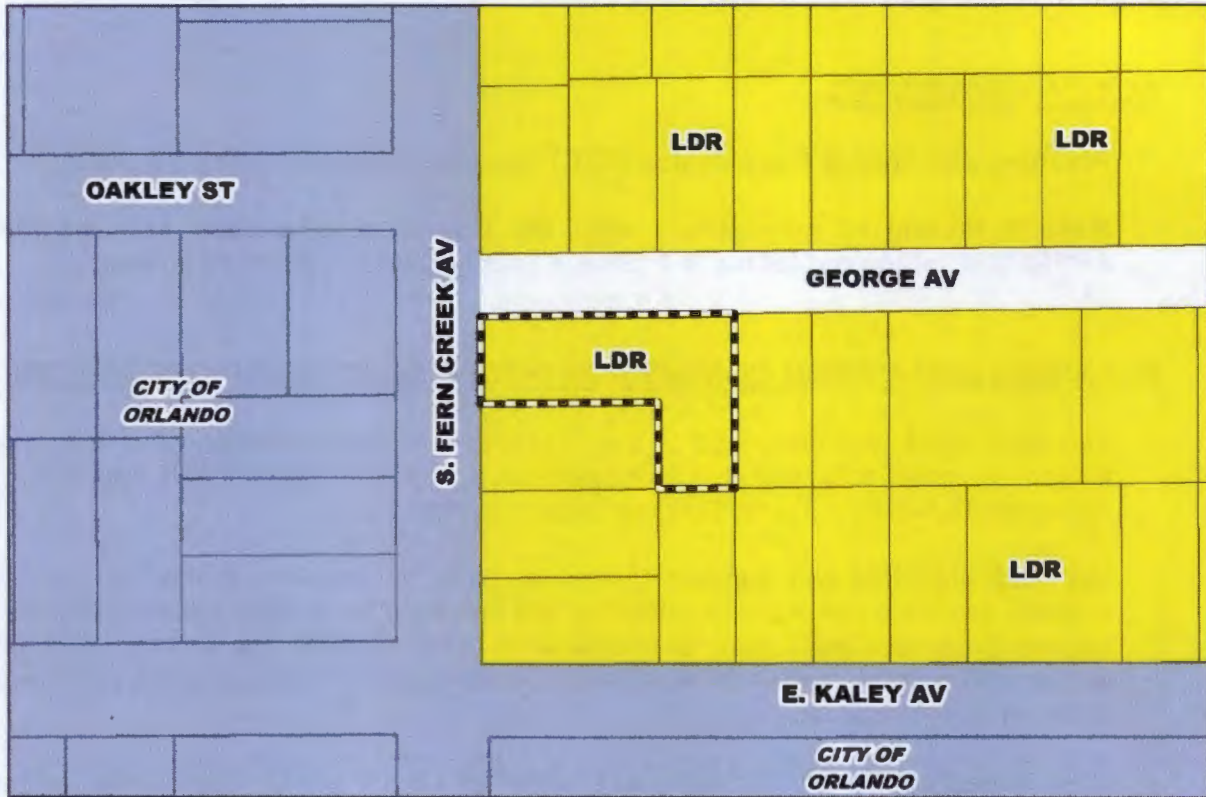 LDR
LDR
OAKLEY ST
GEORGE AV
S. FERN CREEK AV
LDR
CITY OF
ORLANDO
LDR
E. KALEY AV
CITY OF
ORLANDO